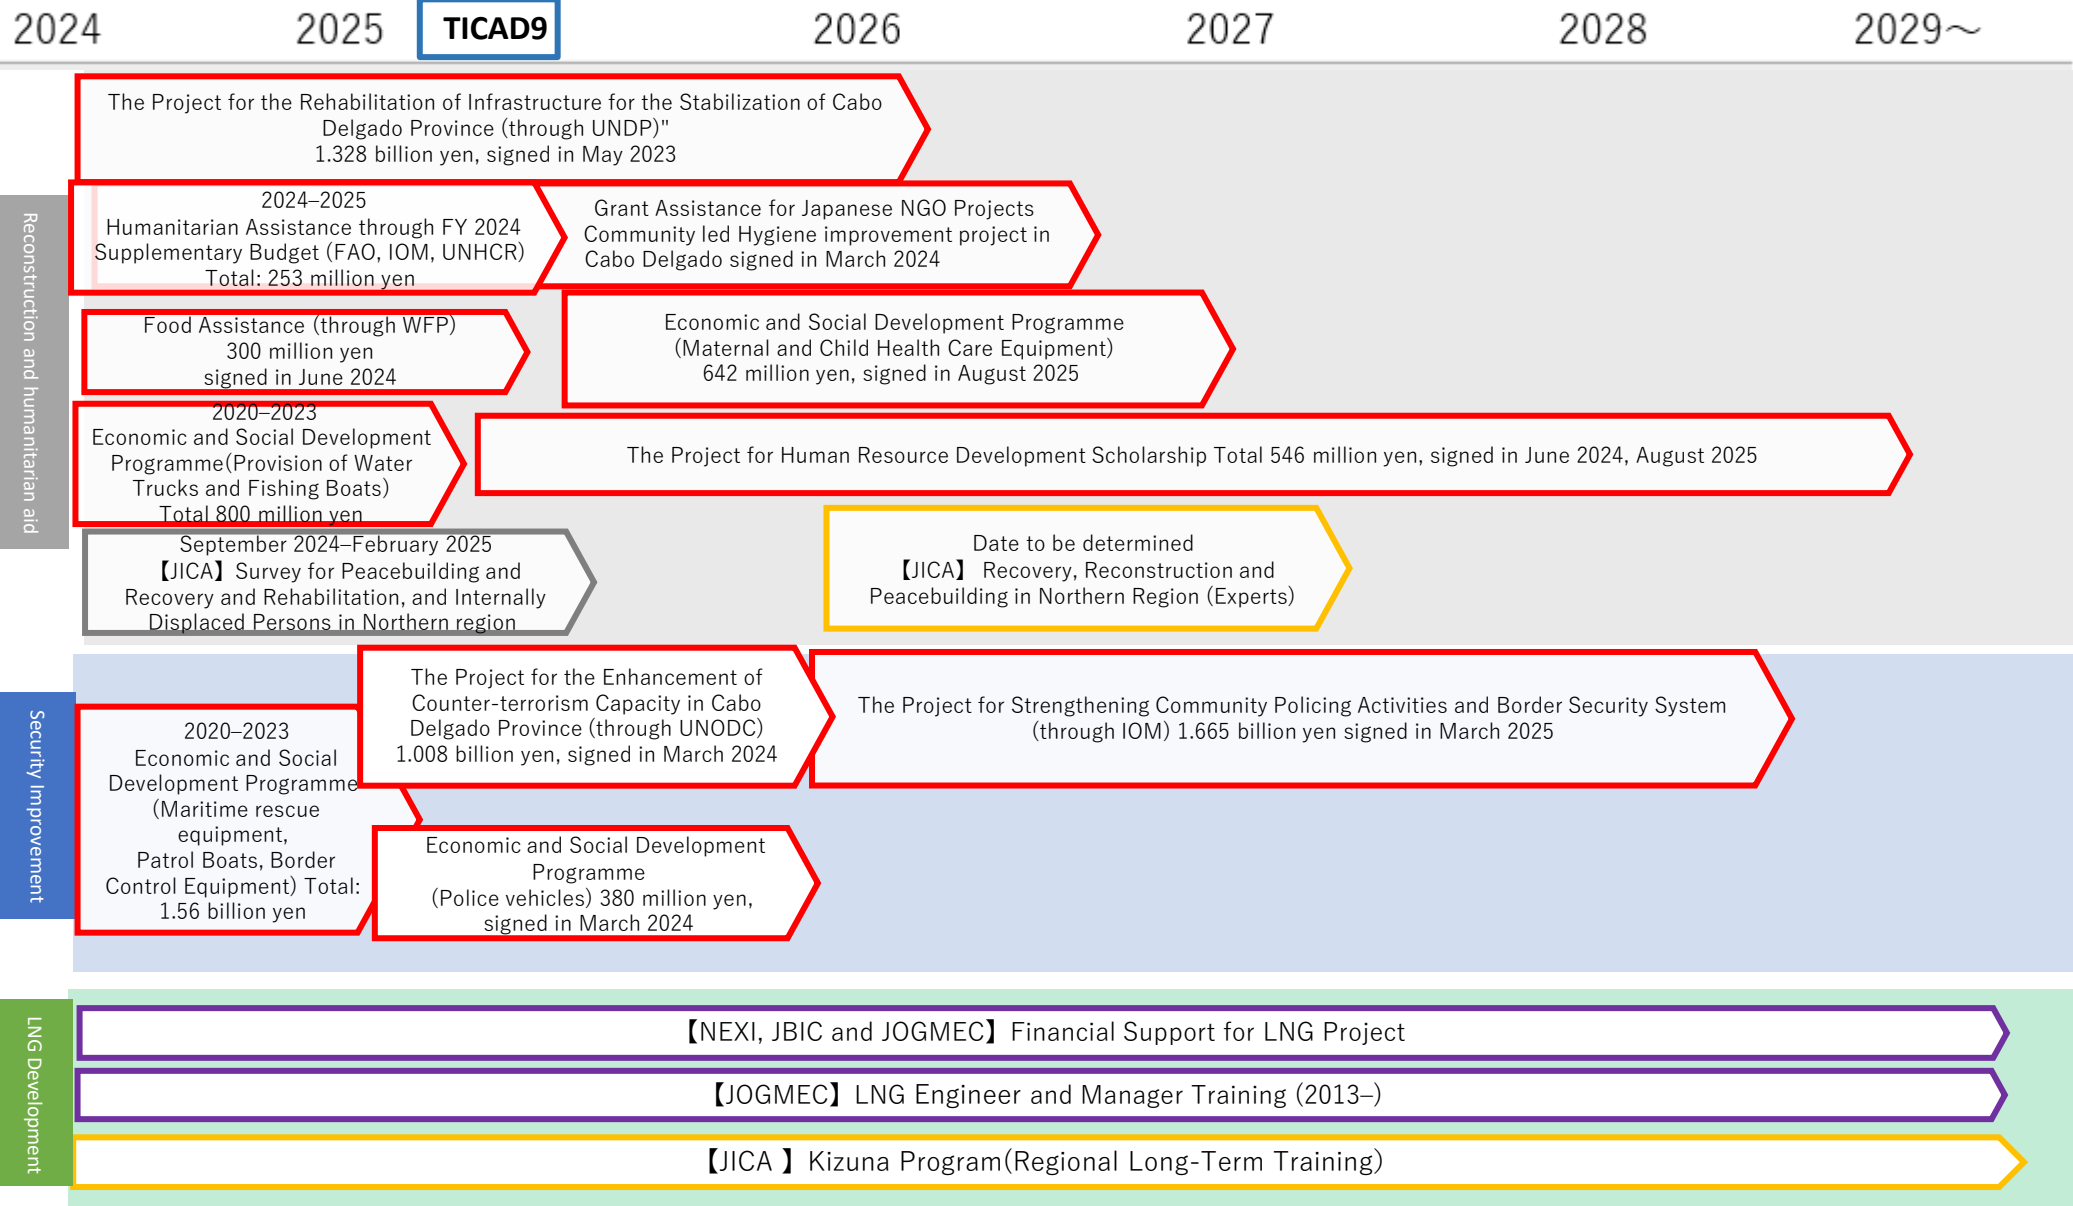 2024 2025 TICAD9 2026 2027 2028 2029～
Reconstruction and humanitarian aid
The Project for the Rehabilitation of Infrastructure for the Stabilization of Cabo
Delgado Province (through UNDP)"
1.328 billion yen, signed in May 2023
2024–2025
Humanitarian Assistance through FY 2024
Supplementary Budget (FAO, IOM, UNHCR)
Total: 253 million yen
Grant Assistance for Japanese NGO Projects
Community led Hygiene improvement project in
Cabo Delgado signed in March 2024
Food Assistance (through WFP)
300 million yen
signed in June 2024
Economic and Social Development Programme
(Maternal and Child Health Care Equipment)
642 million yen, signed in August 2025
2020–2023
Economic and Social Development
Programme(Provision of Water
Trucks and Fishing Boats)
Total 800 million yen
The Project for Human Resource Development Scholarship Total 546 million yen, signed in June 2024, August 2025
September 2024–February 2025
【JICA】Survey for Peacebuilding and
Recovery and Rehabilitation, and Internally
Displaced Persons in Northern region
Date to be determined
【JICA】 Recovery, Reconstruction and
Peacebuilding in Northern Region (Experts)
Security Improvement
2020–2023
Economic and Social
Development Programme
(Maritime rescue
equipment,
Patrol Boats, Border
Control Equipment) Total:
1.56 billion yen
The Project for the Enhancement of
Counter-terrorism Capacity in Cabo
Delgado Province (through UNODC)
1.008 billion yen, signed in March 2024
The Project for Strengthening Community Policing Activities and Border Security System
(through IOM) 1.665 billion yen signed in March 2025
Economic and Social Development
Programme
(Police vehicles) 380 million yen,
signed in March 2024
LNG Development
【NEXI, JBIC and JOGMEC】Financial Support for LNG Project
【JOGMEC】LNG Engineer and Manager Training (2013–)
【JICA 】Kizuna Program(Regional Long-Term Training)